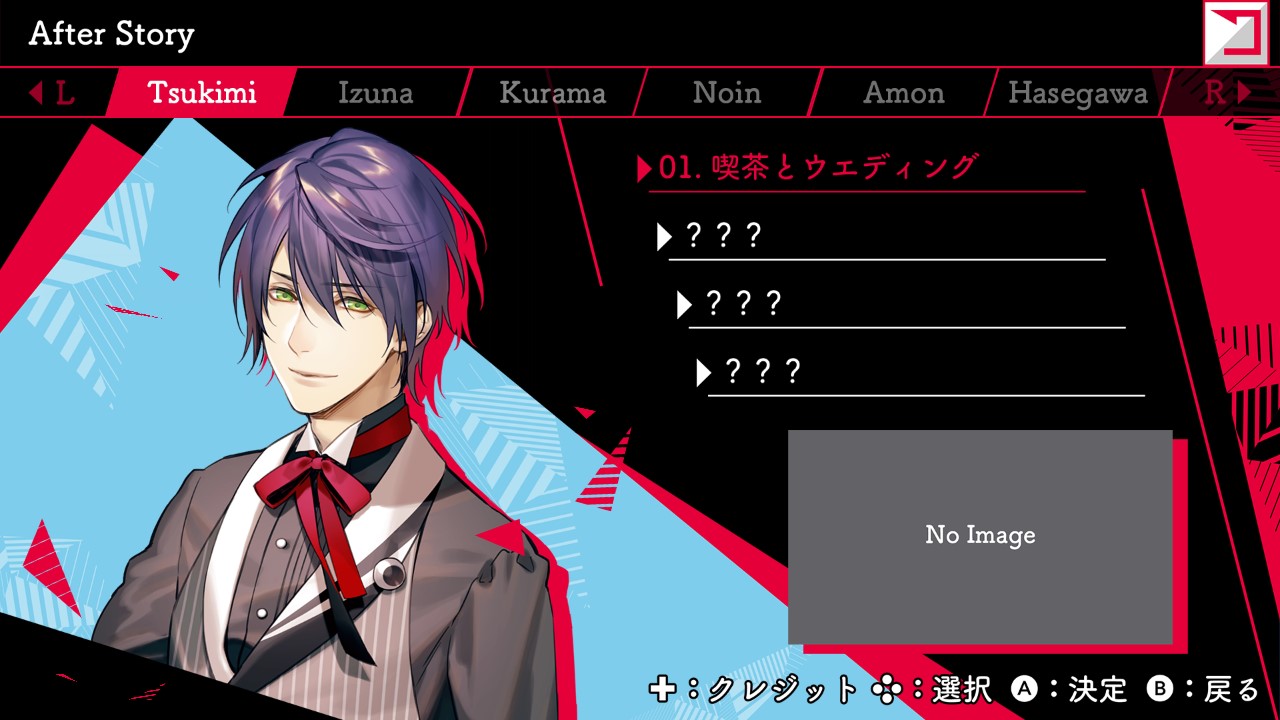 After Story
L Tsukimi Izuna Kurama Noin Amon Hasegawa R
01. 喫茶とウエディング
？？？
？？？
？？？
No Image
：クレジット ：選択 A：決定 B：戻る